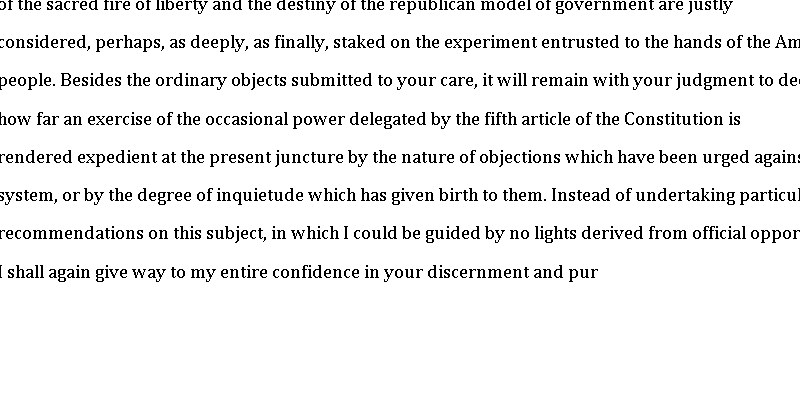 of the sacred fire of liberty and the destiny of the republican model of government are justly
considered, perhaps, as deeply, as finally, staked on the experiment entrusted to the hands of the Am
people. Besides the ordinary objects submitted to your care, it will remain with your judgment to de
how far an exercise of the occasional power delegated by the fifth article of the Constitution is
rendered expedient at the present juncture by the nature of objections which have been urged agains
system, or by the degree of inquietude which has given birth to them. Instead of undertaking particul
recommendations on this subject, in which I could be guided by no lights derived from official oppor
I shall again give way to my entire confidence in your discernment and pur